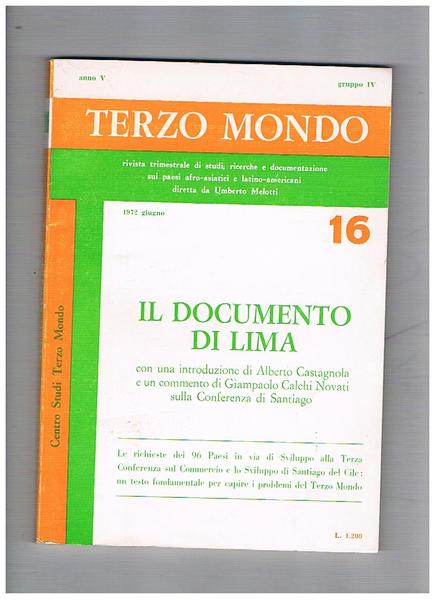 anno V
gruppo IV
TERZO MONDO
rivista trimestrale di studi, ricerche e documentazione
sui paesi afro-asiatici e latino-americani
diretta da Umberto Melotti
1972 giugno
16
IL DOCUMENTO
DI LIMA
con una introduzione di Alberto Castagnola
e un commento di Giampaolo Calchi Novati
sulla Conferenza di Santiago
Le richieste dei 96 Paesi in via di Sviluppo alla Terza
Conferenza sul Commercio e lo Sviluppo di Santiago del Cile:
un testo fondamentale per capire i problemi del Terzo Mondo
L. 1.200
Centro Studi Terzo Mondo